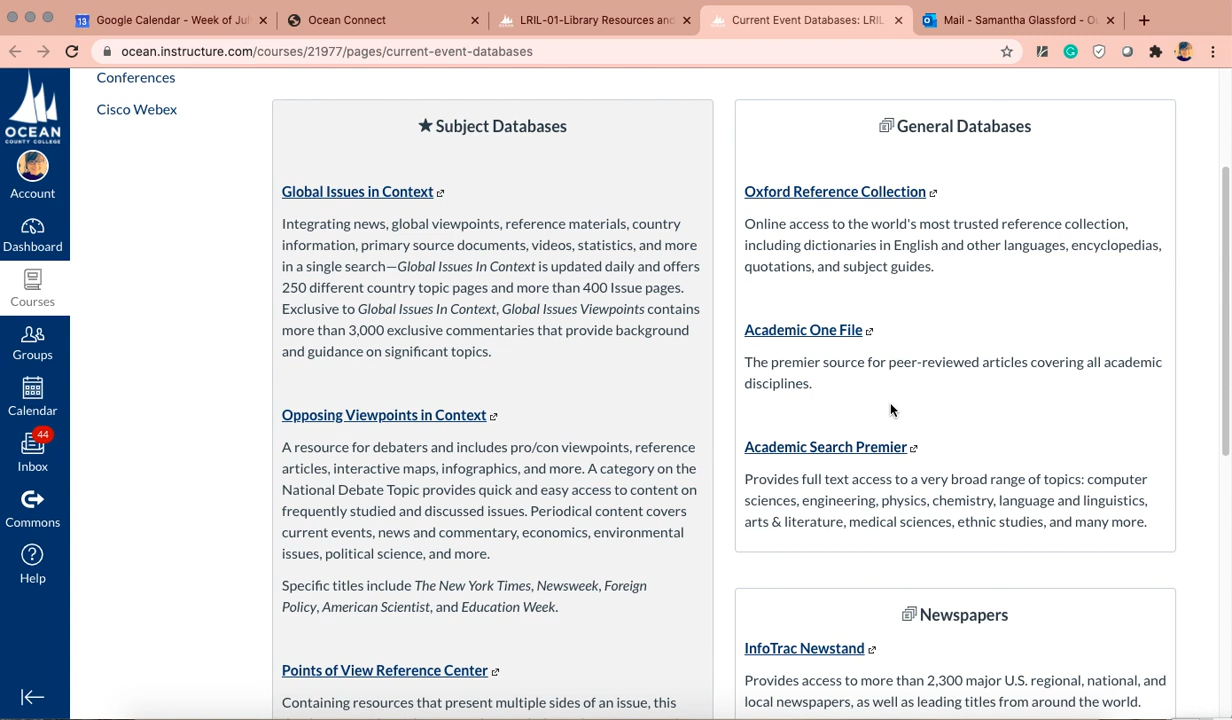 13 Google Calendar - Week of Jul
Ocean Connect
LRIL-01-Library Resources and
Current Event Databases: LRIL
Mail - Samantha Glassford - Ou
ocean.instructure.com/courses/21977/pages/current-event-databases
OCEAN
COUNTY COLLEGE
Account
Dashboard
Courses
Groups
Calendar
44
Inbox
Commons
Help
Conferences
Cisco Webex
Subject Databases
Global Issues in Context
Integrating news, global viewpoints, reference materials, country
information, primary source documents, videos, statistics, and more
in a single search—Global Issues In Context is updated daily and offers
250 different country topic pages and more than 400 Issue pages.
Exclusive to Global Issues In Context, Global Issues Viewpoints contains
more than 3,000 exclusive commentaries that provide background
and guidance on significant topics.
Opposing Viewpoints in Context
A resource for debaters and includes pro/con viewpoints, reference
articles, interactive maps, infographics, and more. A category on the
National Debate Topic provides quick and easy access to content on
frequently studied and discussed issues. Periodical content covers
current events, news and commentary, economics, environmental
issues, political science, and more.
Specific titles include The New York Times, Newsweek, Foreign
Policy, American Scientist, and Education Week.
Points of View Reference Center
Containing resources that present multiple sides of an issue, this
General Databases
Oxford Reference Collection
Online access to the world's most trusted reference collection,
including dictionaries in English and other languages, encyclopedias,
quotations, and subject guides.
Academic One File
The premier source for peer-reviewed articles covering all academic
disciplines.
Academic Search Premier
Provides full text access to a very broad range of topics: computer
sciences, engineering, physics, chemistry, language and linguistics,
arts & literature, medical sciences, ethnic studies, and many more.
Newspapers
InfoTrac Newstand
Provides access to more than 2,300 major U.S. regional, national, and
local newspapers, as well as leading titles from around the world.